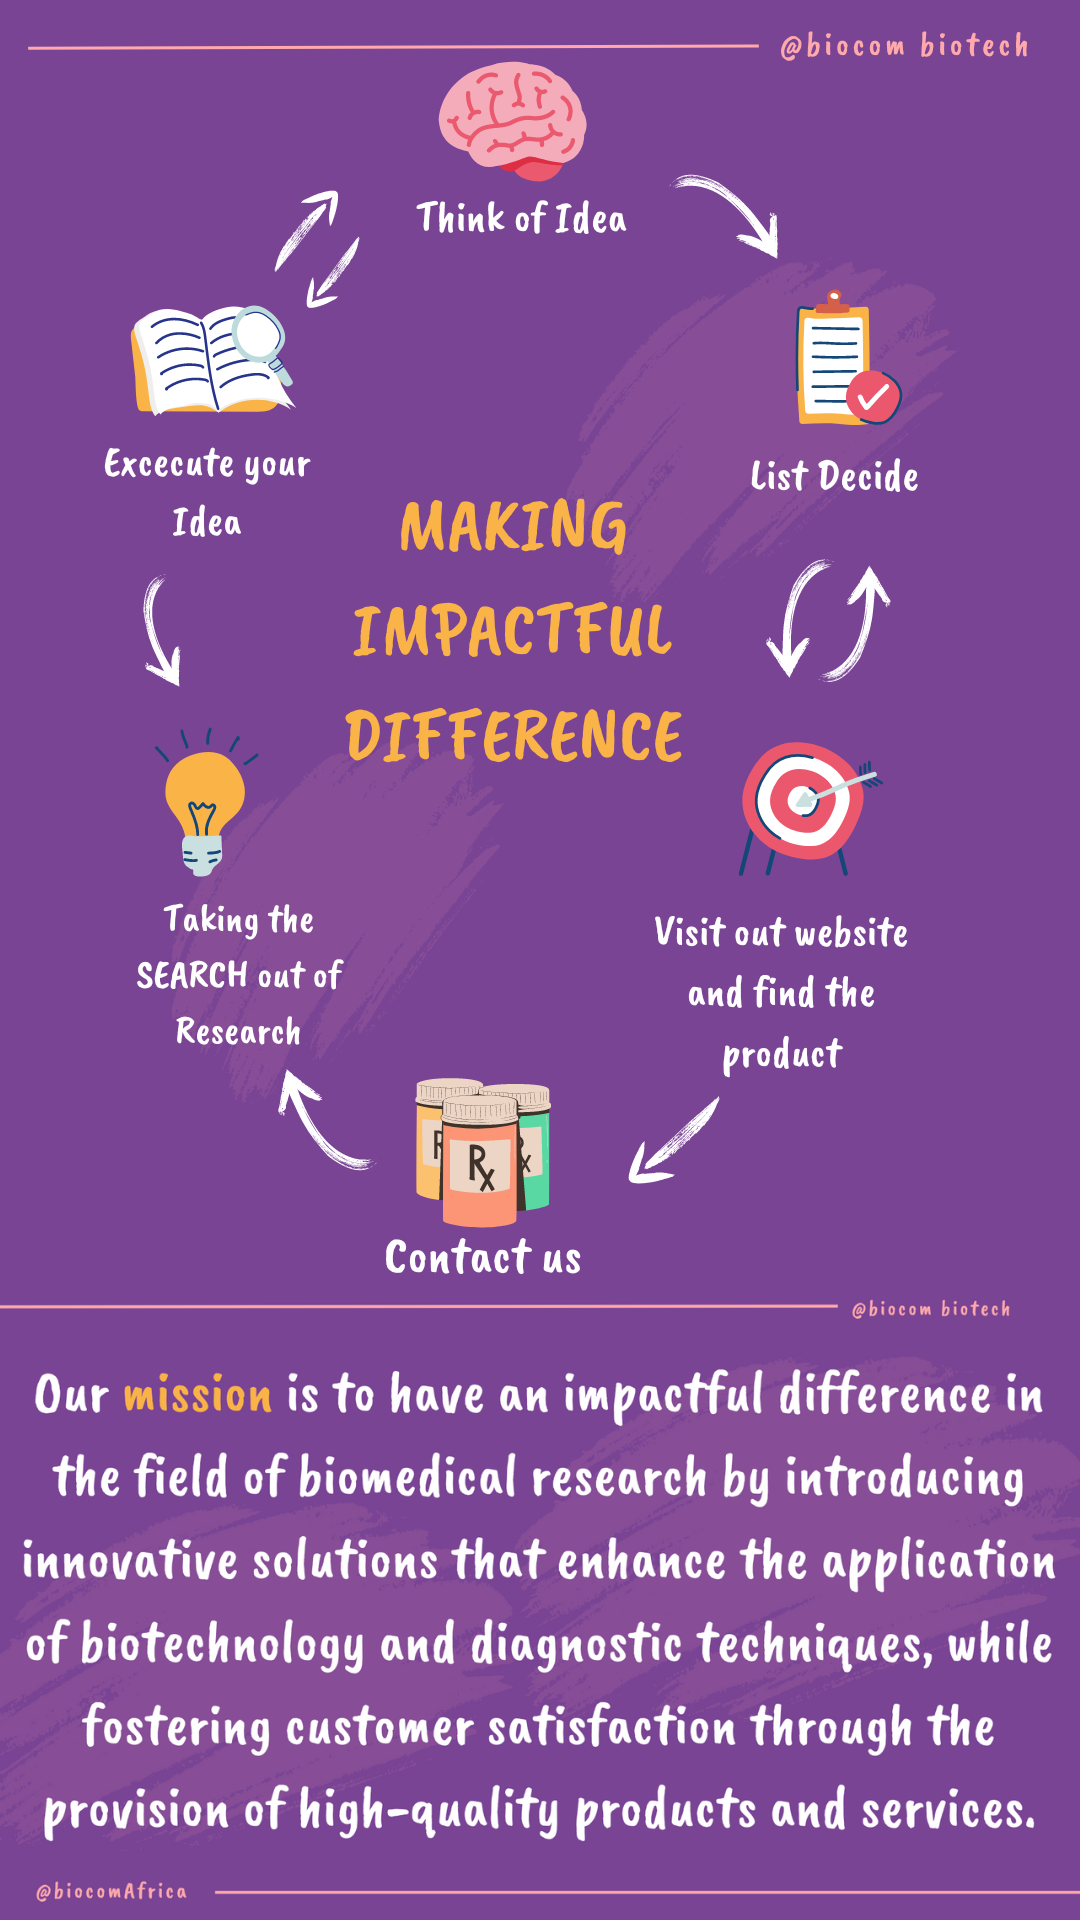 @biocom biotech
Think of Idea
Excecute your
Idea
List Decide
MAKING
IMPACTFUL
DIFFERENCE
Taking the
SEARCH out of
Research
Visit out website
and find the
product
R
Rx
Rx
Contact us
@biocom biotech
Our mission is to have an impactful difference in
the field of biomedical research by introducing
innovative solutions that enhance the application
of biotechnology and diagnostic techniques, while
fostering customer satisfaction through the
provision of high-quality products and services.
@biocomAfrica